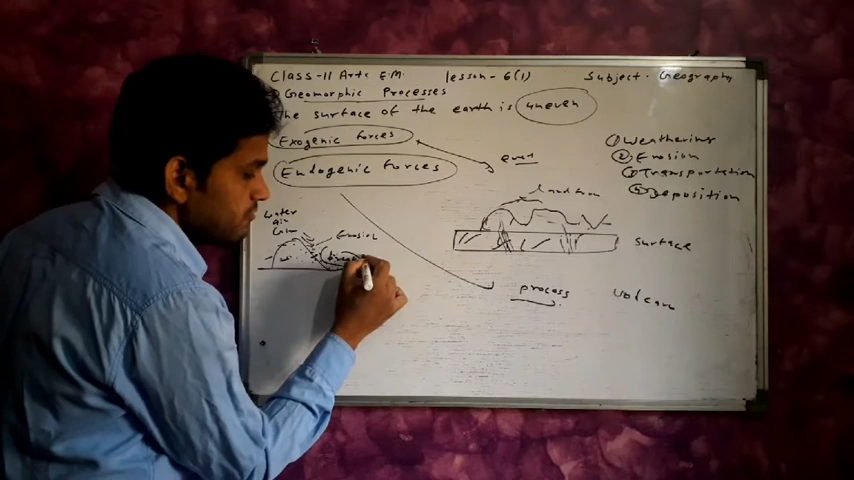 Class-11 Arts E.M. lesson-6(1) Subject. Geography
Geomorphic Processes
The surface of the earth is uneven
Exogenic forces
even
Endogenic forces
① Weathering
② Erosion
③ Transportation
④ Deposition
landform
Water
air
Erosion
surface
process
volcan